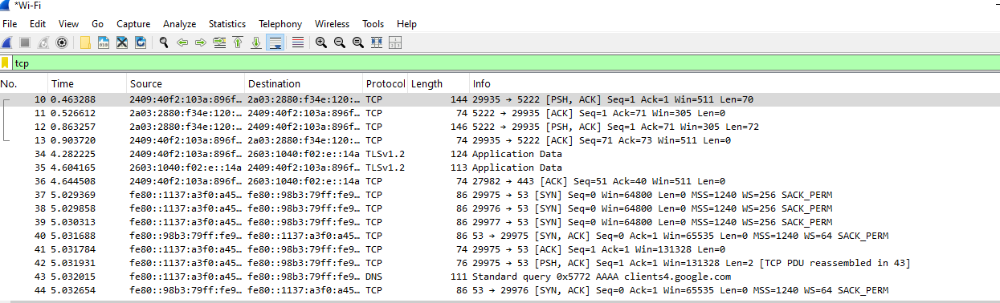 *Wi-Fi
File Edit View Go Capture Analyze Statistics Telephony Wireless Tools Help
tcp
No. Time Source Destination Protocol Length Info
10 0.463288 2409:40f2:103a:896f… 2a03:2880:f34e:120:… TCP 144 29935 → 5222 [PSH, ACK] Seq=1 Ack=1 Win=511 Len=70
11 0.526612 2a03:2880:f34e:120:… 2409:40f2:103a:896f… TCP 74 5222 → 29935 [ACK] Seq=1 Ack=71 Win=305 Len=0
12 0.863257 2a03:2880:f34e:120:… 2409:40f2:103a:896f… TCP 146 5222 → 29935 [PSH, ACK] Seq=1 Ack=71 Win=305 Len=72
13 0.903720 2409:40f2:103a:896f… 2a03:2880:f34e:120:… TCP 74 29935 → 5222 [ACK] Seq=71 Ack=73 Win=511 Len=0
34 4.282225 2409:40f2:103a:896f… 2603:1040:f02:e::14a TLSv1.2 124 Application Data
35 4.604165 2603:1040:f02:e::14a 2409:40f2:103a:896f… TLSv1.2 113 Application Data
36 4.644508 2409:40f2:103a:896f… 2603:1040:f02:e::14a TCP 74 27982 → 443 [ACK] Seq=51 Ack=40 Win=511 Len=0
37 5.029369 fe80::1137:a3f0:a45… fe80::98b3:79ff:fe9… TCP 86 29975 → 53 [SYN] Seq=0 Win=64800 Len=0 MSS=1240 WS=256 SACK_PERM
38 5.029858 fe80::1137:a3f0:a45… fe80::98b3:79ff:fe9… TCP 86 29976 → 53 [SYN] Seq=0 Win=64800 Len=0 MSS=1240 WS=256 SACK_PERM
39 5.030313 fe80::1137:a3f0:a45… fe80::98b3:79ff:fe9… TCP 86 29977 → 53 [SYN] Seq=0 Win=64800 Len=0 MSS=1240 WS=256 SACK_PERM
40 5.031688 fe80::98b3:79ff:fe9… fe80::1137:a3f0:a45… TCP 86 53 → 29975 [SYN, ACK] Seq=0 Ack=1 Win=65535 Len=0 MSS=1240 WS=64 SACK_PERM
41 5.031784 fe80::1137:a3f0:a45… fe80::98b3:79ff:fe9… TCP 74 29975 → 53 [ACK] Seq=1 Ack=1 Win=131328 Len=0
42 5.031931 fe80::1137:a3f0:a45… fe80::98b3:79ff:fe9… TCP 76 29975 → 53 [PSH, ACK] Seq=1 Ack=1 Win=131328 Len=2 [TCP PDU reassembled in 43]
43 5.032015 fe80::1137:a3f0:a45… fe80::98b3:79ff:fe9… DNS 111 Standard query 0x5772 AAAA clients4.google.com
44 5.032654 fe80::98b3:79ff:fe9… fe80::1137:a3f0:a45… TCP 86 53 → 29976 [SYN, ACK] Seq=0 Ack=1 Win=65535 Len=0 MSS=1240 WS=64 SACK_PERM